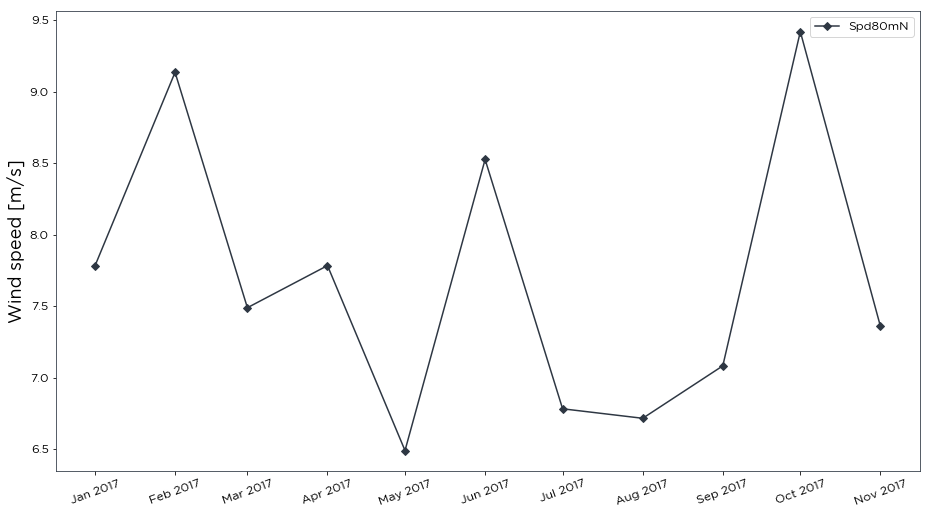 Spd80mN
Wind speed [m/s]
9.5
9.0
8.5
8.0
7.5
7.0
6.5
Jan 2017
Feb 2017
Mar 2017
Apr 2017
May 2017
Jun 2017
Jul 2017
Aug 2017
Sep 2017
Oct 2017
Nov 2017